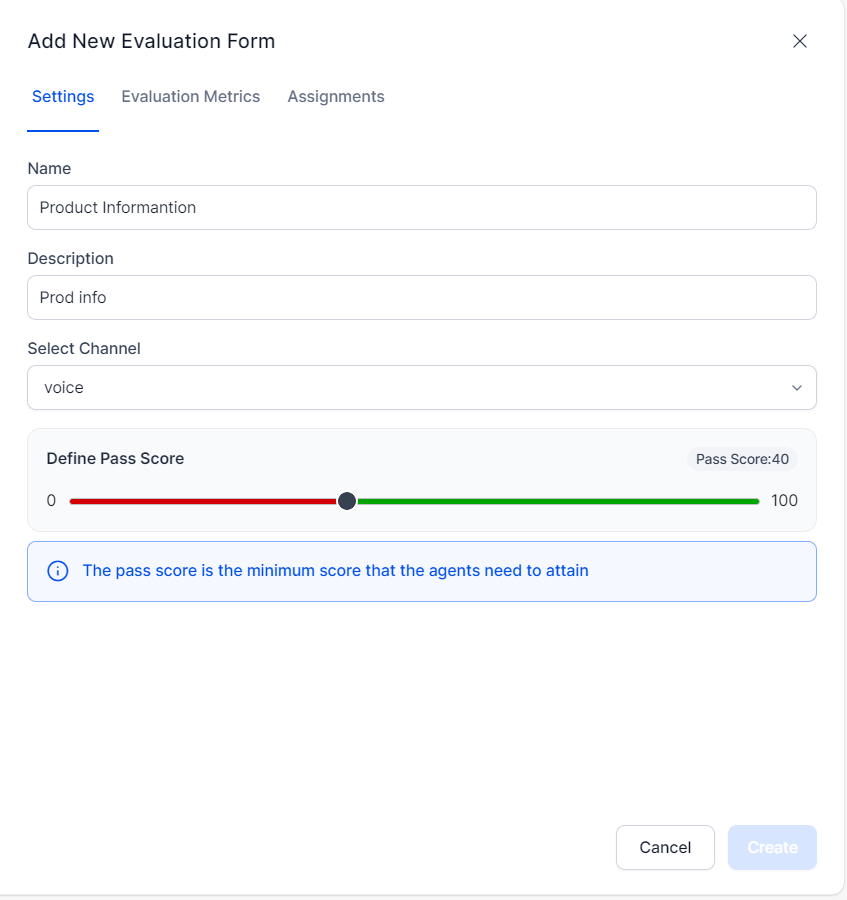 Add New Evaluation Form
Settings Evaluation Metrics Assignments
Name
Product Informantion
Description
Prod info
Select Channel
voice
Define Pass Score Pass Score:40
0 100
The pass score is the minimum score that the agents need to attain
Cancel Create